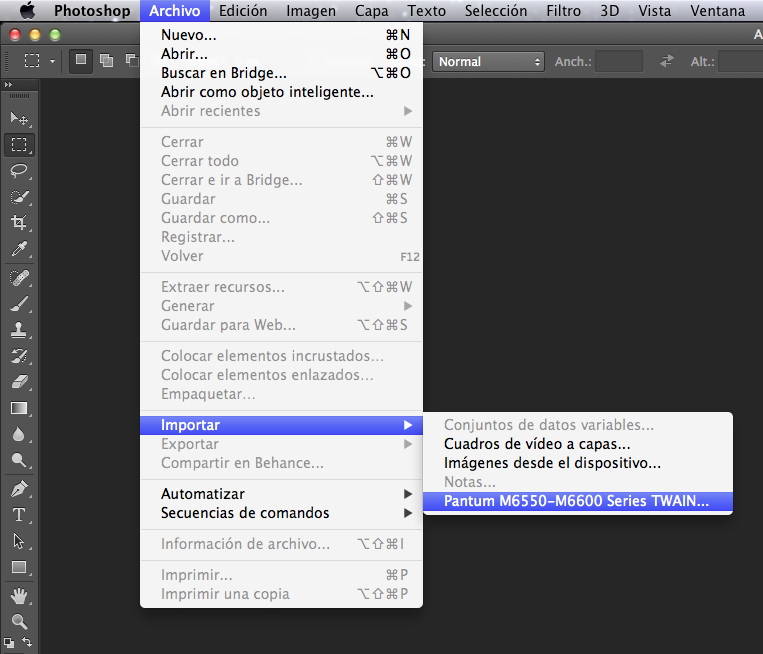 Photoshop Archivo Edición Imagen Capa Texto Selección Filtro 3D Vista Ventana
Normal Anch.: Alt.:
Nuevo... ⌘N
Abrir... ⌘O
Buscar en Bridge... ⌥⌘O
Abrir como objeto inteligente...
Abrir recientes
Cerrar ⌘W
Cerrar todo ⌥⌘W
Cerrar e ir a Bridge... ⇧⌘W
Guardar ⌘S
Guardar como... ⇧⌘S
Registrar...
Volver F12
Extraer recursos... ⌥⇧⌘W
Generar
Guardar para Web... ⌥⇧⌘S
Colocar elementos incrustados...
Colocar elementos enlazados...
Empaquetar...
Importar
Exportar
Compartir en Behance...
Automatizar
Secuencias de comandos
Información de archivo... ⌥⇧⌘I
Imprimir... ⌘P
Imprimir una copia ⌥⇧⌘P
Conjuntos de datos variables...
Cuadros de vídeo a capas...
Imágenes desde el dispositivo...
Notas...
Pantum M6550-M6600 Series TWAIN...